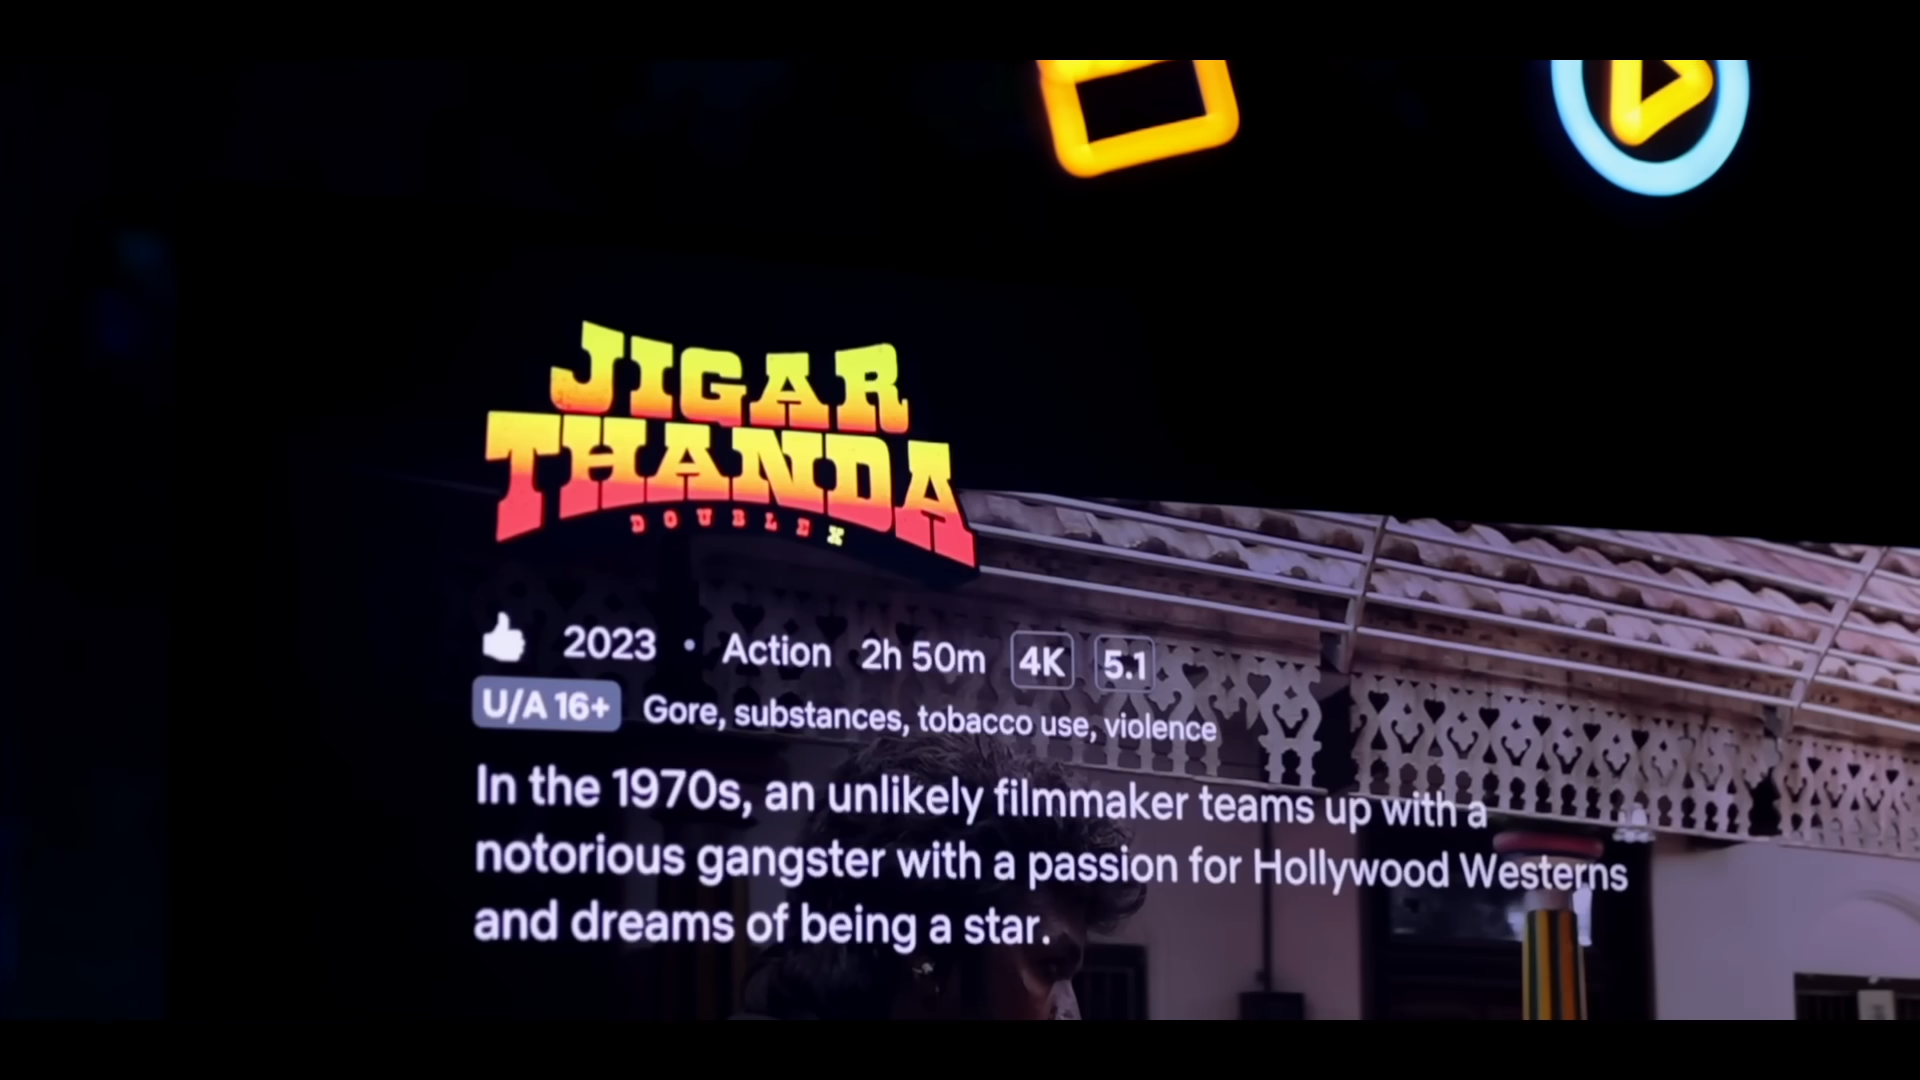 JIGAR
THANDA
DOUBLE X
2023 • Action 2h 50m 4K 5.1
U/A 16+ Gore, substances, tobacco use, violence
In the 1970s, an unlikely filmmaker teams up with a
notorious gangster with a passion for Hollywood Westerns
and dreams of being a star.